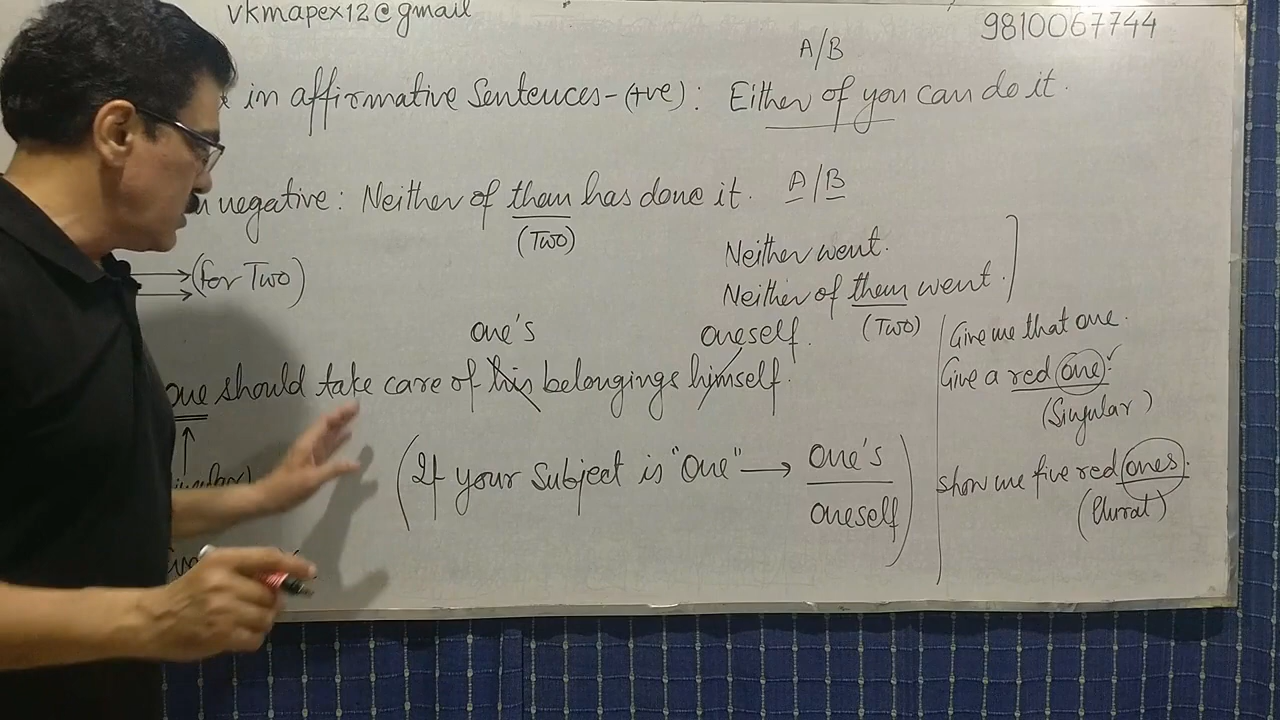 vkmapex12@gmail
9810067744
A/B
in affirmative Sentences-(+ve): Either of you can do it.
negative: Neither of them has done it. A/B
(Two)
(for Two)
Neither went.
Neither of them went.
(Two)
one's oneself.
one should take care of his belongings himself.
(If your Subject is "One" → one's
oneself)
Give me that one.
Give a red one.
(Singular)
Show me five red ones.
(Plural)